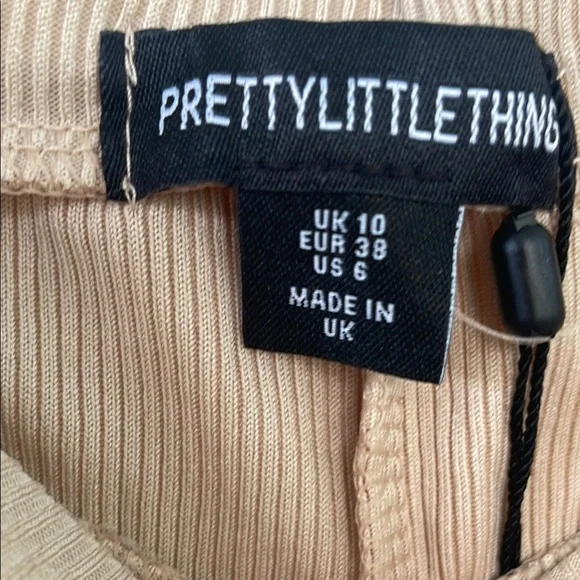 PRETTYLITTLETHING
UK 10
EUR 38
US 6
MADE IN
UK